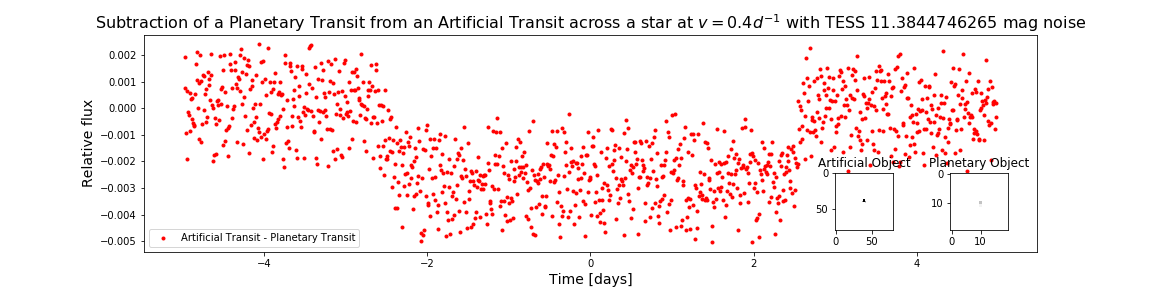 Subtraction of a Planetary Transit from an Artificial Transit across a star at v = 0.4d⁻¹ with TESS 11.3844746265 mag noise
0.002
0.001
0.000
−0.001
−0.002
−0.003
−0.004
−0.005
Relative flux
Artificial Object
Planetary Object
0
50
0 50
0
10
0 10
Artificial Transit - Planetary Transit
−4 −2 0 2 4
Time [days]